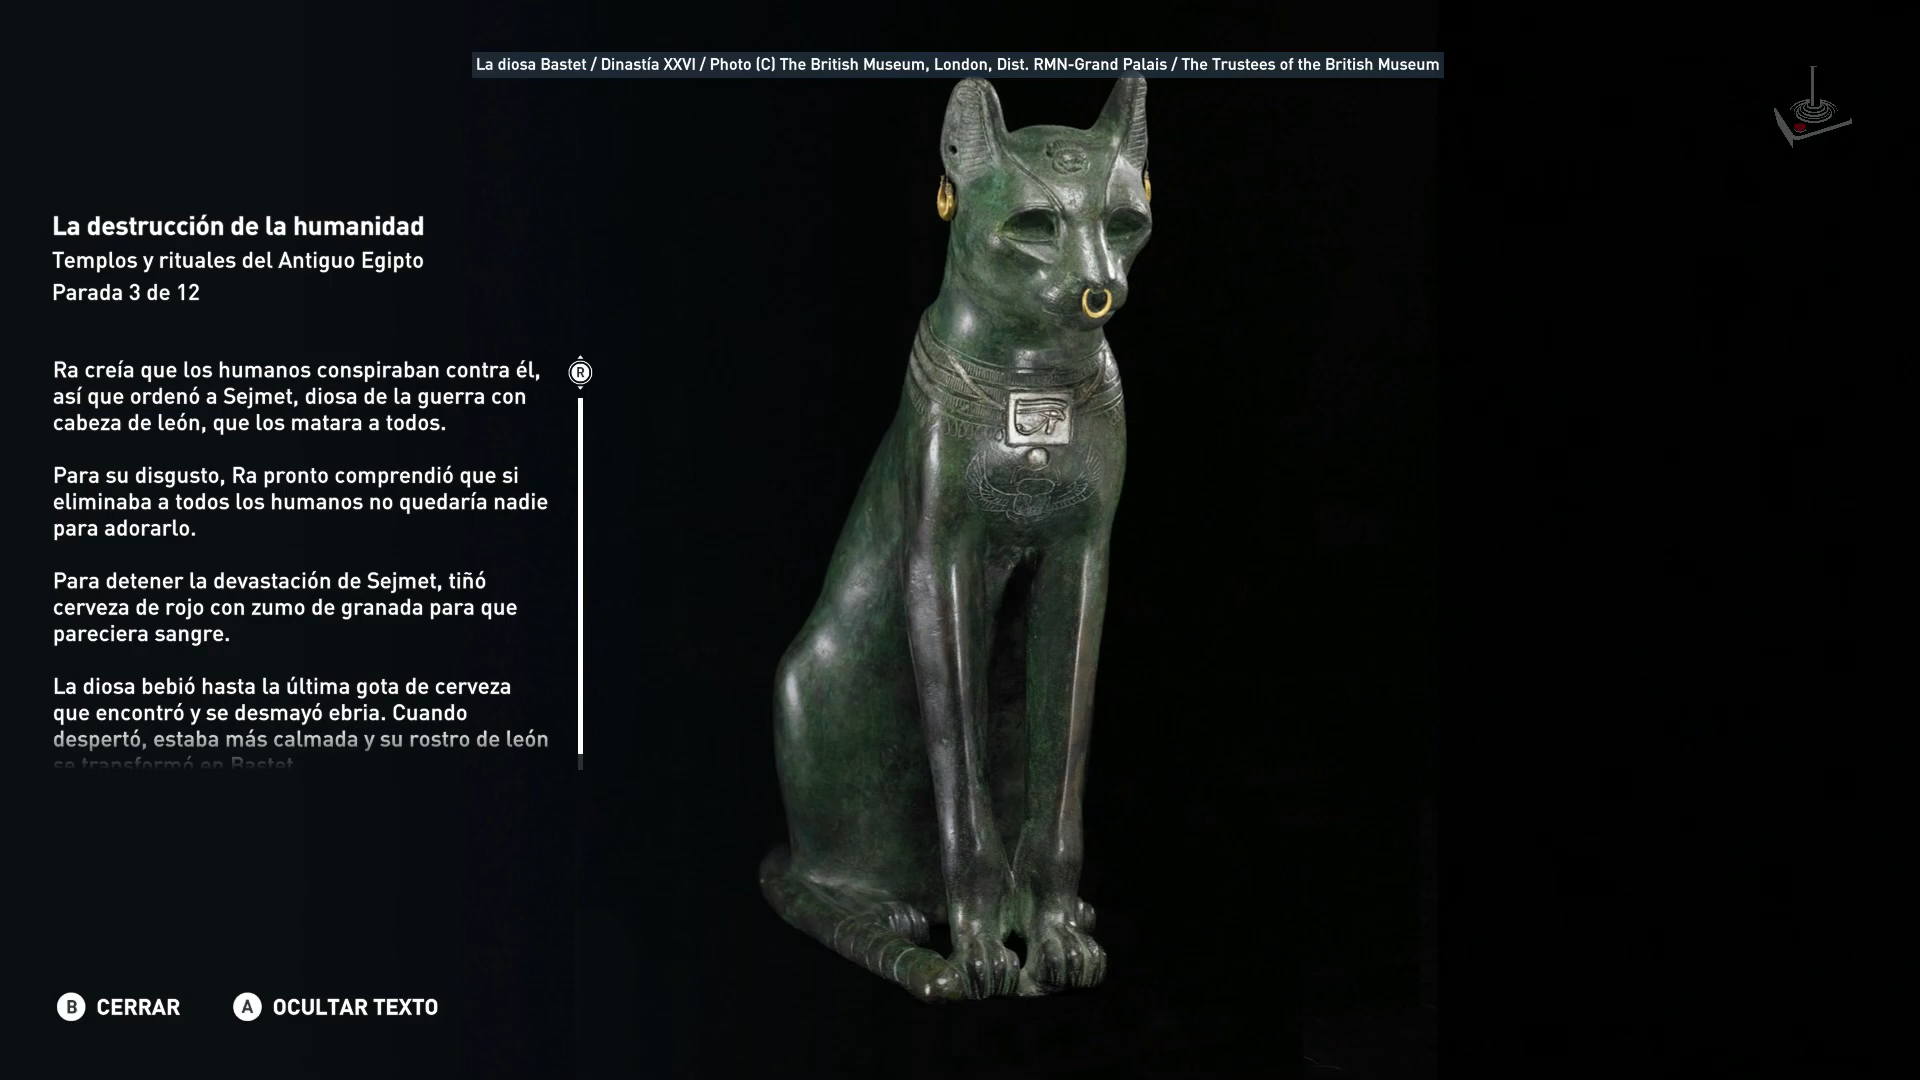 La diosa Bastet / Dinastía XXVI / Photo (C) The British Museum, London, Dist. RMN-Grand Palais / The Trustees of the British Museum
La destrucción de la humanidad
Templos y rituales del Antiguo Egipto
Parada 3 de 12
Ra creía que los humanos conspiraban contra él,
así que ordenó a Sejmet, diosa de la guerra con
cabeza de león, que los matara a todos.
Para su disgusto, Ra pronto comprendió que si
eliminaba a todos los humanos no quedaría nadie
para adorarlo.
Para detener la devastación de Sejmet, tiñó
cerveza de rojo con zumo de granada para que
pareciera sangre.
La diosa bebió hasta la última gota de cerveza
que encontró y se desmayó ebria. Cuando
despertó, estaba más calmada y su rostro de león
se transformó en Bastet
R
B CERRAR A OCULTAR TEXTO